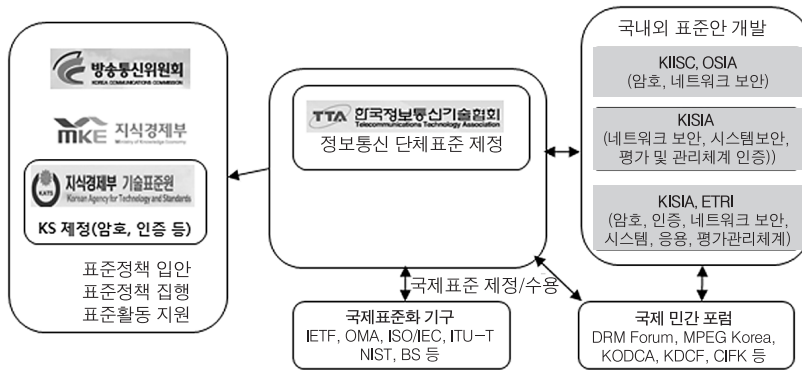 방송통신위원회
KOREA COMMUNICATIONS COMMISSION
MKE 지식경제부
Ministry of Knowledge Economy
KATS
지식경제부 기술표준원
Korean Agency for Technology and Standards
KS 제정(암호, 인증 등)
표준정책 입안
표준정책 집행
표준활동 지원
TTA 한국정보통신기술협회
Telecommunications Technology Association
정보통신 단체표준 제정
국제표준 제정/수용
국제표준화 기구
IETF, OMA, ISO/IEC, ITU-T
NIST, BS 등
국내외 표준안 개발
KIISC, OSIA
(암호, 네트워크 보안)
KISIA
(네트워크 보안, 시스템보안,
평가 및 관리체계 인증))
KISIA, ETRI
(암호, 인증, 네트워크 보안,
시스템, 응용, 평가관리체계)
국제 민간 포럼
DRM Forum, MPEG Korea,
KODCA, KDCF, CIFK 등